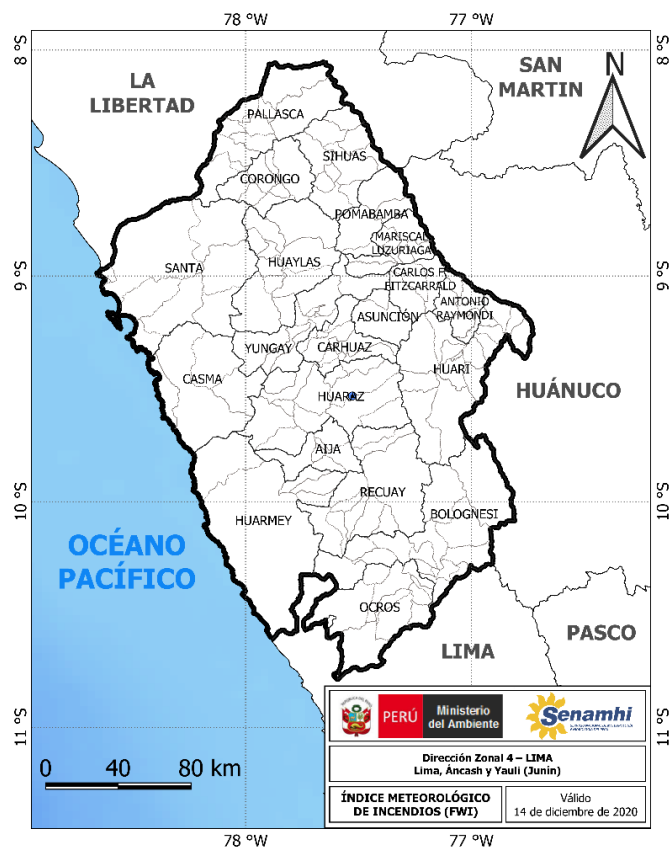 78 °W
77 °W
8 °S
8 °S
LA
LIBERTAD
SAN
MARTIN
N
PALLASCA
SIHUAS
CORONGO
POMABAMBA
MARISCAL
LUZURIAGA
SANTA
HUAYLAS
CARLOS F.
FITZCARRALD
9 °S
9 °S
ANTONIO
RAYMONDI
ASUNCIÓN
YUNGAY
CARHUAZ
HUARI
CASMA
HUARAZ
HUÁNUCO
AIJA
RECUAY
10 °S
10 °S
HUARMEY
BOLOGNESI
OCÉANO
PACÍFICO
OCROS
LIMA
PASCO
PERÚ
Ministerio
del Ambiente
Senamhi
11 °S
11 °S
Dirección Zonal 4 – LIMA
Lima, Áncash y Yauli (Junin)
0 40 80 km
ÍNDICE METEOROLÓGICO
DE INCENDIOS (FWI)
Válido
14 de diciembre de 2020
78 °W
77 °W